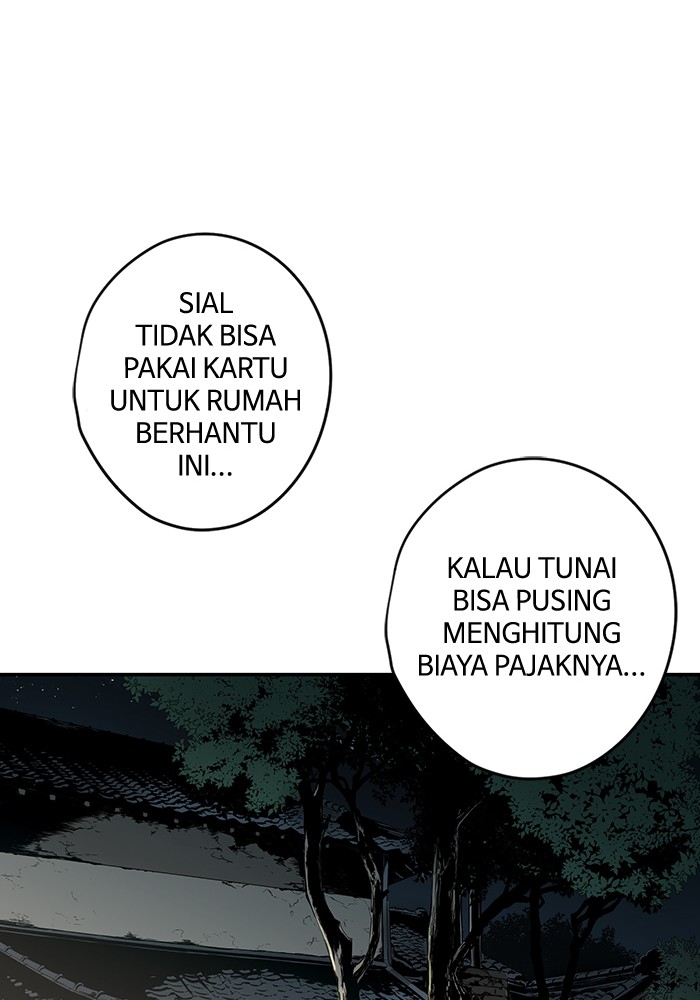 SIAL
TIDAK BISA
PAKAI KARTU
UNTUK RUMAH
BERHANTU
INI...
KALAU TUNAI
BISA PUSING
MENGHITUNG
BIAYA PAJAKNYA...